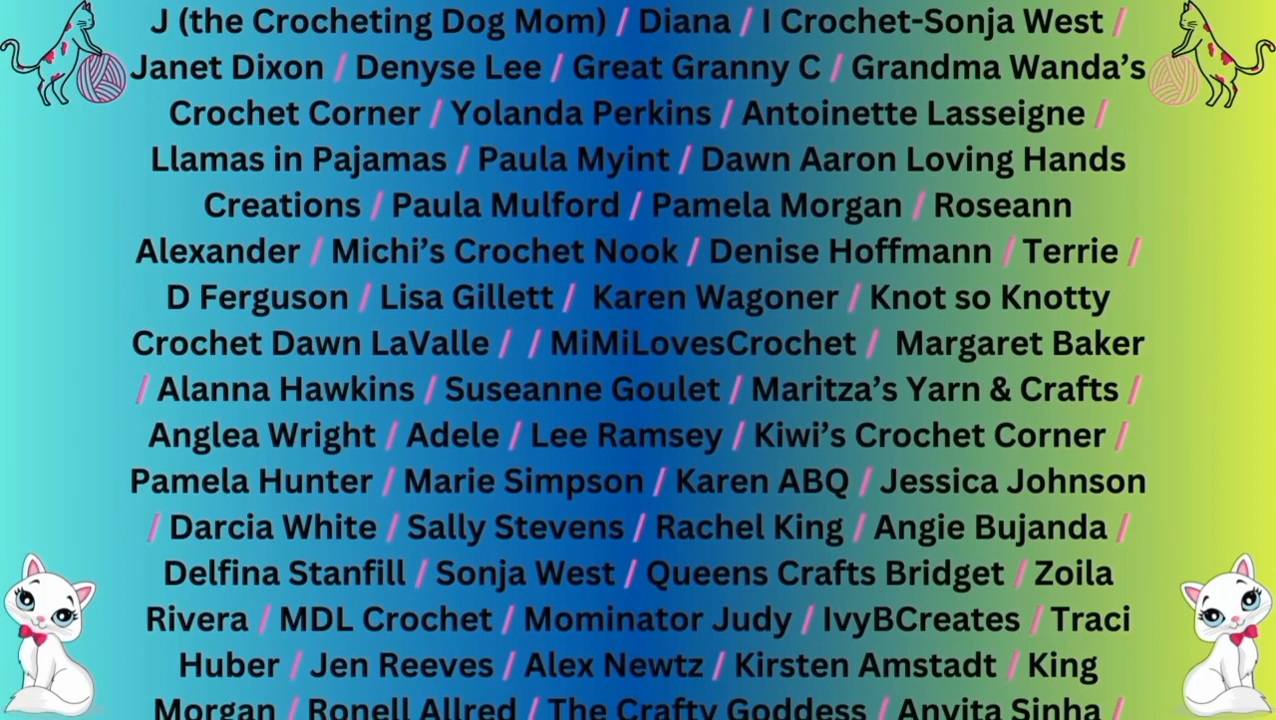 J (the Crocheting Dog Mom) / Diana / I Crochet-Sonja West /
Janet Dixon / Denyse Lee / Great Granny C / Grandma Wanda’s
Crochet Corner / Yolanda Perkins / Antoinette Lasseigne /
Llamas in Pajamas / Paula Myint / Dawn Aaron Loving Hands
Creations / Paula Mulford / Pamela Morgan / Roseann
Alexander / Michi’s Crochet Nook / Denise Hoffmann / Terrie /
D Ferguson / Lisa Gillett / Karen Wagoner / Knot so Knotty
Crochet Dawn LaValle / / MiMiLovesCrochet / Margaret Baker
/ Alanna Hawkins / Suseanne Goulet / Maritza’s Yarn & Crafts /
Anglea Wright / Adele / Lee Ramsey / Kiwi’s Crochet Corner /
Pamela Hunter / Marie Simpson / Karen ABQ / Jessica Johnson
/ Darcia White / Sally Stevens / Rachel King / Angie Bujanda /
Delfina Stanfill / Sonja West / Queens Crafts Bridget / Zoila
Rivera / MDL Crochet / Mominator Judy / IvyBCreates / Traci
Huber / Jen Reeves / Alex Newtz / Kirsten Amstadt / King
Morgan / Ronell Allred / The Crafty Goddess / Anvita Sinha /